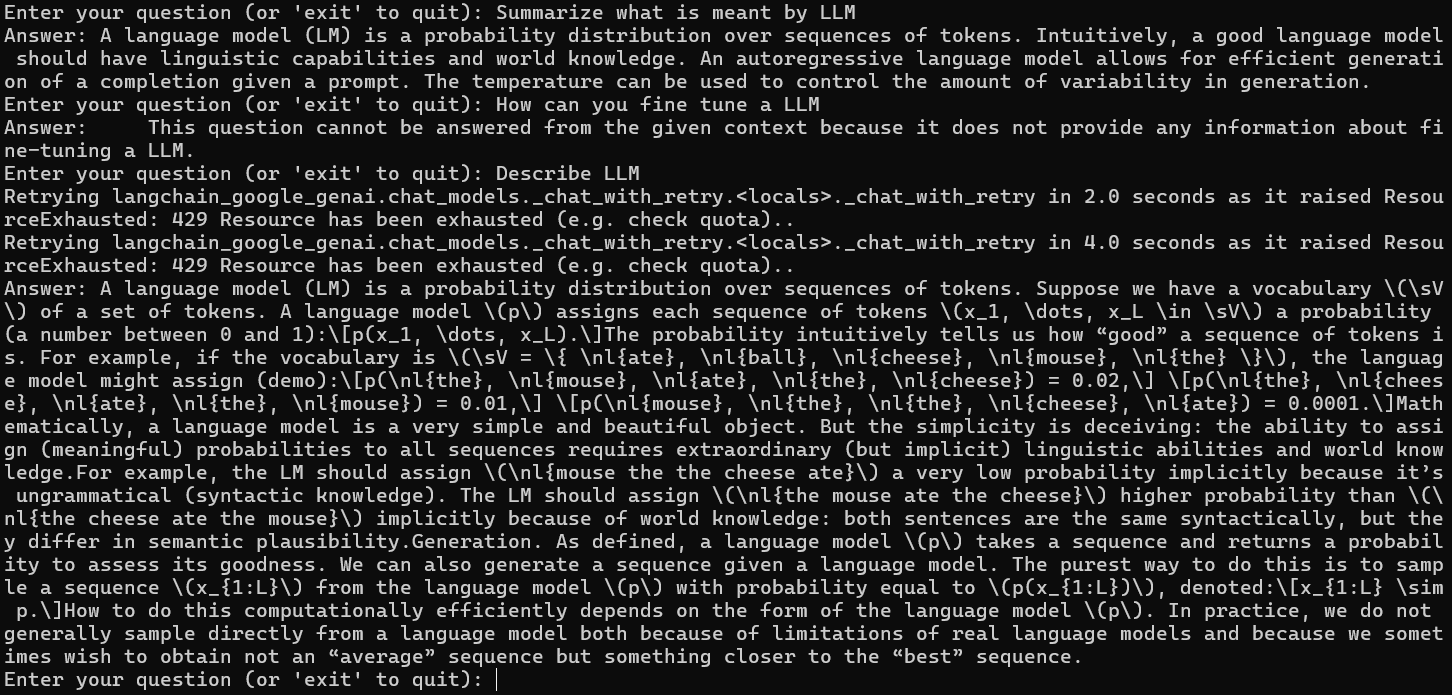 Enter your question (or 'exit' to quit): Summarize what is meant by LLM
Answer: A language model (LM) is a probability distribution over sequences of tokens. Intuitively, a good language model
 should have linguistic capabilities and world knowledge. An autoregressive language model allows for efficient generati
on of a completion given a prompt. The temperature can be used to control the amount of variability in generation.
Enter your question (or 'exit' to quit): How can you fine tune a LLM
Answer:     This question cannot be answered from the given context because it does not provide any information about fi
ne-tuning a LLM.
Enter your question (or 'exit' to quit): Describe LLM
Retrying langchain_google_genai.chat_models._chat_with_retry.<locals>._chat_with_retry in 2.0 seconds as it raised Resou
rceExhausted: 429 Resource has been exhausted (e.g. check quota)..
Retrying langchain_google_genai.chat_models._chat_with_retry.<locals>._chat_with_retry in 4.0 seconds as it raised Resou
rceExhausted: 429 Resource has been exhausted (e.g. check quota)..
Answer: A language model (LM) is a probability distribution over sequences of tokens. Suppose we have a vocabulary \(\sV
\) of a set of tokens. A language model \(p\) assigns each sequence of tokens \(x_1, \dots, x_L \in \sV\) a probability
(a number between 0 and 1):\[p(x_1, \dots, x_L).\]The probability intuitively tells us how “good” a sequence of tokens i
s. For example, if the vocabulary is \(\sV = \{ \nl{ate}, \nl{ball}, \nl{cheese}, \nl{mouse}, \nl{the} \}\), the languag
e model might assign (demo):\[p(\nl{the}, \nl{mouse}, \nl{ate}, \nl{the}, \nl{cheese}) = 0.02,\] \[p(\nl{the}, \nl{chees
e}, \nl{ate}, \nl{the}, \nl{mouse}) = 0.01,\] \[p(\nl{mouse}, \nl{the}, \nl{the}, \nl{cheese}, \nl{ate}) = 0.0001.\]Math
ematically, a language model is a very simple and beautiful object. But the simplicity is deceiving: the ability to assi
gn (meaningful) probabilities to all sequences requires extraordinary (but implicit) linguistic abilities and world know
ledge.For example, the LM should assign \(\nl{mouse the the cheese ate}\) a very low probability implicitly because it’s
 ungrammatical (syntactic knowledge). The LM should assign \(\nl{the mouse ate the cheese}\) higher probability than \(\
nl{the cheese ate the mouse}\) implicitly because of world knowledge: both sentences are the same syntactically, but the
y differ in semantic plausibility.Generation. As defined, a language model \(p\) takes a sequence and returns a probabil
ity to assess its goodness. We can also generate a sequence given a language model. The purest way to do this is to samp
le a sequence \(x_{1:L}\) from the language model \(p\) with probability equal to \(p(x_{1:L})\), denoted:\[x_{1:L} \sim
 p.\]How to do this computationally efficiently depends on the form of the language model \(p\). In practice, we do not
generally sample directly from a language model both because of limitations of real language models and because we somet
imes wish to obtain not an “average” sequence but something closer to the “best” sequence.
Enter your question (or 'exit' to quit):